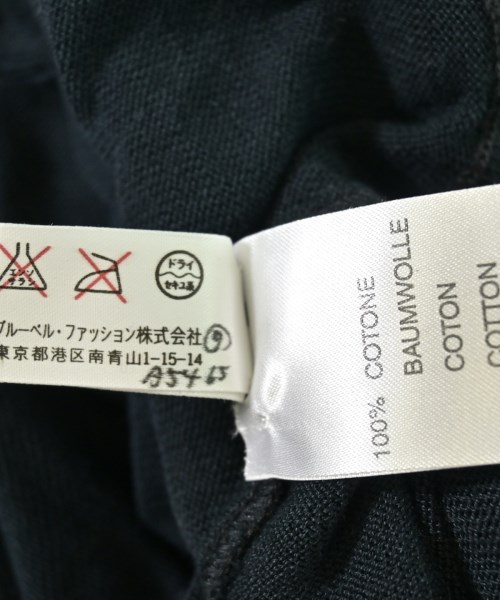 エンソ
サラシ
ドライ
セキユ系
ブルーベル・ファッション株式会社 ⑨
東京都港区南青山1-15-14
A5465
100% COTONE
BAUMWOLLE
COTON
COTTON